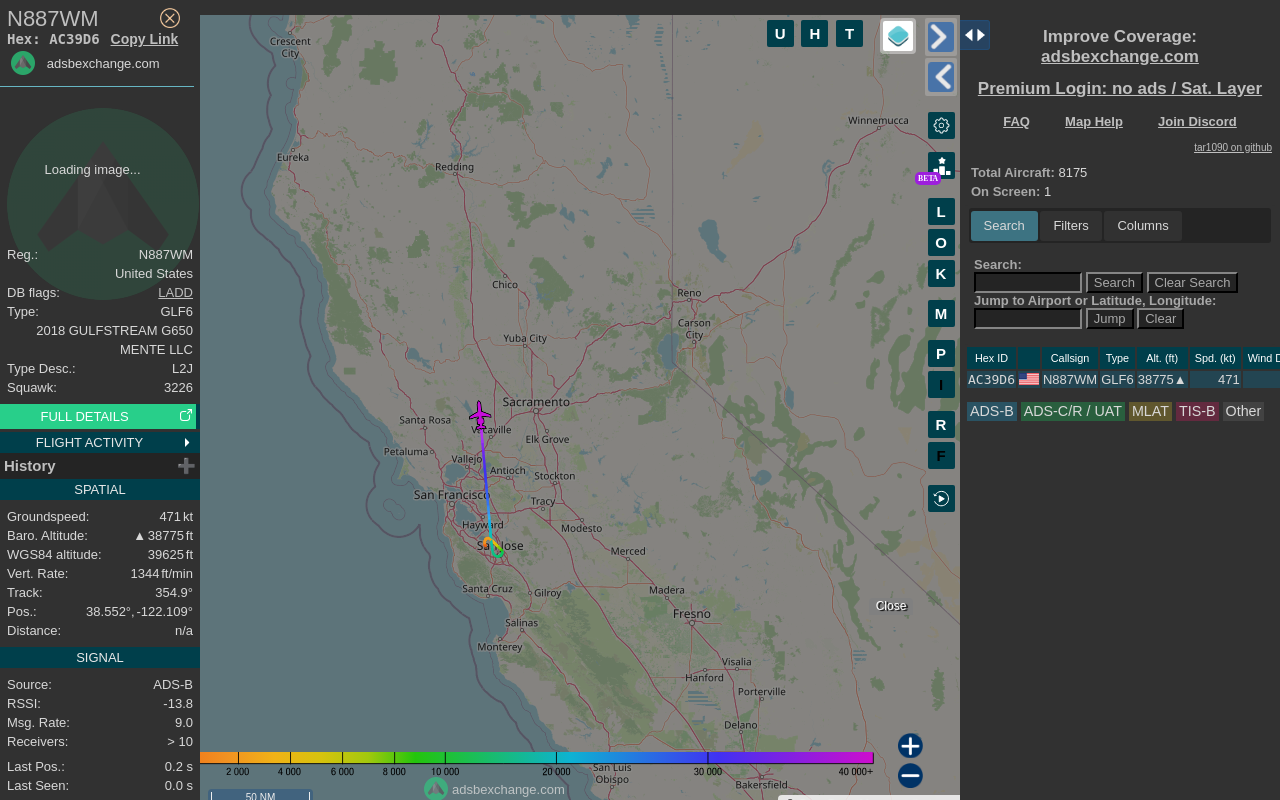 N887WM
Hex: AC39D6 Copy Link
adsbexchange.com
Loading image...
Reg.: N887WM
United States
DB flags: LADD
Type: GLF6
2018 GULFSTREAM G650
MENTE LLC
Type Desc.: L2J
Squawk: 3226
FULL DETAILS
FLIGHT ACTIVITY
History
SPATIAL
Groundspeed: 471 kt
Baro. Altitude: ▲ 38775 ft
WGS84 altitude: 39625 ft
Vert. Rate: 1344 ft/min
Track: 354.9°
Pos.: 38.552°, -122.109°
Distance: n/a
SIGNAL
Source: ADS-B
RSSI: -13.8
Msg. Rate: 9.0
Receivers: > 10
Last Pos.: 0.2 s
Last Seen: 0.0 s
U H T
Crescent
City
Winnemucca
Eureka
Redding
BETA
L
O
K
M
P
I
R
F
Chico
Reno
Carson
City
Yuba City
Sacramento
Santa Rosa
Vacaville
Elk Grove
Petaluma
Vallejo
Antioch
Stockton
San Francisco
Tracy
Hayward
Modesto
San Jose
Merced
Santa Cruz
Gilroy
Madera
Close
Fresno
Salinas
Monterey
Visalia
Hanford
Porterville
Delano
San Luis
Obispo
Bakersfield
2 000 4 000 6 000 8 000 10 000 20 000 30 000 40 000+
adsbexchange.com
50 NM
Improve Coverage:
adsbexchange.com
Premium Login: no ads / Sat. Layer
FAQ Map Help Join Discord
tar1090 on github
Total Aircraft: 8175
On Screen: 1
Search Filters Columns
Search:
Search Clear Search
Jump to Airport or Latitude, Longitude:
Jump Clear
Hex ID Callsign Type Alt. (ft) Spd. (kt) Wind D
AC39D6 N887WM GLF6 38775▲ 471
ADS-B ADS-C/R / UAT MLAT TIS-B Other